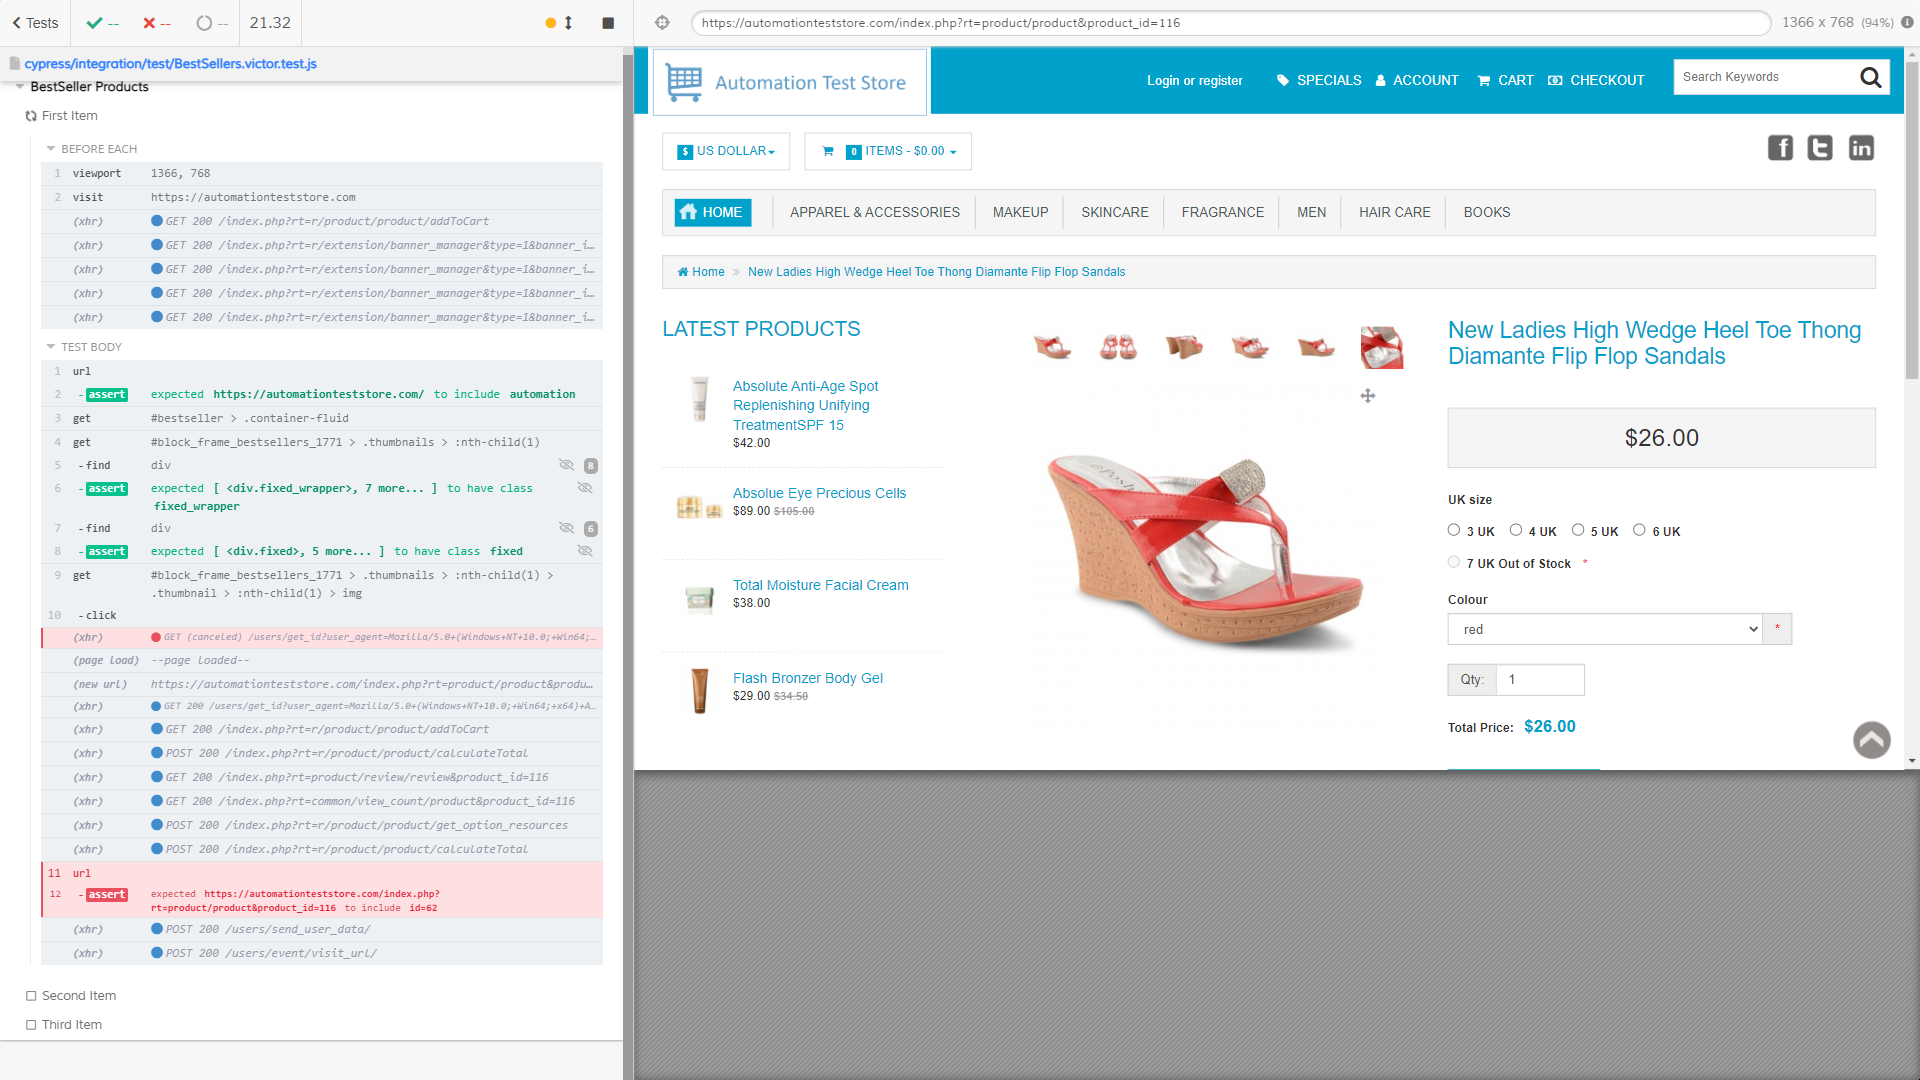 Tests
--
--
--
21.32
cypress/integration/test/BestSellers.victor.test.js
BestSeller Products
First Item
BEFORE EACH
1 viewport 1366, 768
2 visit https://automationteststore.com
(xhr) GET 200 /index.php?rt=r/product/product/addToCart
(xhr) GET 200 /index.php?rt=r/extension/banner_manager&type=1&banner_i...
(xhr) GET 200 /index.php?rt=r/extension/banner_manager&type=1&banner_i...
(xhr) GET 200 /index.php?rt=r/extension/banner_manager&type=1&banner_i...
(xhr) GET 200 /index.php?rt=r/extension/banner_manager&type=1&banner_i...
TEST BODY
1 url
2 -assert expected https://automationteststore.com/ to include automation
3 get #bestseller > .container-fluid
4 get #block_frame_bestsellers_1771 > .thumbnails > :nth-child(1)
5 -find div 8
6 -assert expected [ <div.fixed_wrapper>, 7 more... ] to have class
fixed_wrapper
7 -find div 6
8 -assert expected [ <div.fixed>, 5 more... ] to have class fixed
9 get #block_frame_bestsellers_1771 > .thumbnails > :nth-child(1) >
.thumbnail > :nth-child(1) > img
10 -click
(xhr) GET (canceled) /users/get_id?user_agent=Mozilla/5.0+(Windows+NT+10.0;+Win64;...
(page load) --page loaded--
(new url) https://automationteststore.com/index.php?rt=product/product&produ...
(xhr) GET 200 /users/get_id?user_agent=Mozilla/5.0+(Windows+NT+10.0;+Win64;+x64)+A...
(xhr) GET 200 /index.php?rt=r/product/product/addToCart
(xhr) POST 200 /index.php?rt=r/product/product/calculateTotal
(xhr) GET 200 /index.php?rt=product/review/review&product_id=116
(xhr) GET 200 /index.php?rt=common/view_count/product&product_id=116
(xhr) POST 200 /index.php?rt=r/product/product/get_option_resources
(xhr) POST 200 /index.php?rt=r/product/product/calculateTotal
11 url
12 -assert expected https://automationteststore.com/index.php?
rt=product/product&product_id=116 to include id=62
(xhr) POST 200 /users/send_user_data/
(xhr) POST 200 /users/event/visit_url/
Second Item
Third Item
https://automationteststore.com/index.php?rt=product/product&product_id=116
1366 x 768 (94%)
Automation Test Store
Login or register
SPECIALS
ACCOUNT
CART
CHECKOUT
Search Keywords
$ US DOLLAR
0 ITEMS - $0.00
HOME
APPAREL & ACCESSORIES
MAKEUP
SKINCARE
FRAGRANCE
MEN
HAIR CARE
BOOKS
Home » New Ladies High Wedge Heel Toe Thong Diamante Flip Flop Sandals
LATEST PRODUCTS
Absolute Anti-Age Spot
Replenishing Unifying
TreatmentSPF 15
$42.00
Absolue Eye Precious Cells
$89.00 $105.00
Total Moisture Facial Cream
$38.00
Flash Bronzer Body Gel
$29.00 $34.50
New Ladies High Wedge Heel Toe Thong
Diamante Flip Flop Sandals
$26.00
UK size
3 UK 4 UK 5 UK 6 UK
7 UK Out of Stock *
Colour
red *
Qty: 1
Total Price: $26.00